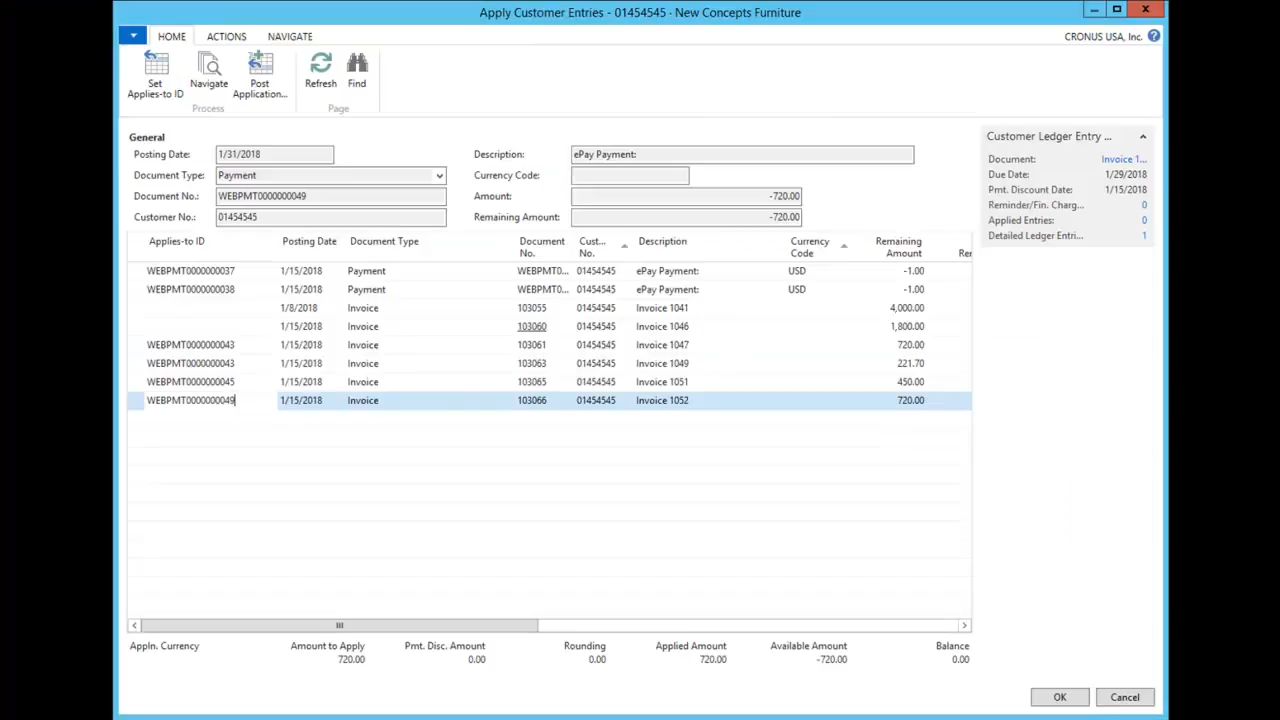 Apply Customer Entries - 01454545 · New Concepts Furniture
HOME ACTIONS NAVIGATE CRONUS USA, Inc.
Set Applies-to ID
Navigate
Post Application...
Refresh
Find
Process Page
General
Posting Date: 1/31/2018 Description: ePay Payment:
Document Type: Payment Currency Code:
Document No.: WEBPMT0000000049 Amount: -720.00
Customer No.: 01454545 Remaining Amount: -720.00
Customer Ledger Entry ...
Document: Invoice 1...
Due Date: 1/29/2018
Pmt. Discount Date: 1/15/2018
Reminder/Fin. Charg... 0
Applied Entries: 0
Detailed Ledger Entri... 1
Applies-to ID Posting Date Document Type Document No. Cust... No. Description Currency Code Remaining Amount Rer
WEBPMT0000000037 1/15/2018 Payment WEBPMT0... 01454545 ePay Payment: USD -1.00
WEBPMT0000000038 1/15/2018 Payment WEBPMT0... 01454545 ePay Payment: USD -1.00
1/8/2018 Invoice 103055 01454545 Invoice 1041 4,000.00
1/15/2018 Invoice 103060 01454545 Invoice 1046 1,800.00
WEBPMT0000000043 1/15/2018 Invoice 103061 01454545 Invoice 1047 720.00
WEBPMT0000000043 1/15/2018 Invoice 103063 01454545 Invoice 1049 221.70
WEBPMT0000000045 1/15/2018 Invoice 103065 01454545 Invoice 1051 450.00
WEBPMT0000000049 1/15/2018 Invoice 103066 01454545 Invoice 1052 720.00
Appln. Currency Amount to Apply Pmt. Disc. Amount Rounding Applied Amount Available Amount Balance
720.00 0.00 0.00 720.00 -720.00 0.00
OK Cancel